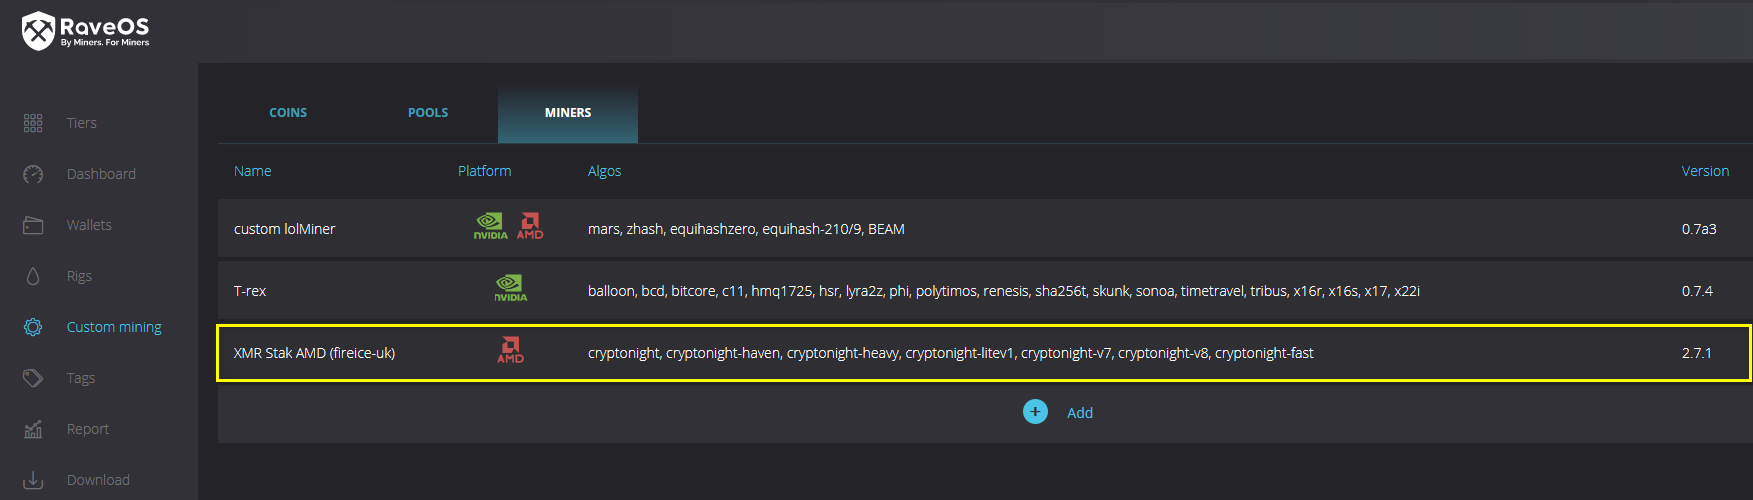 RaveOS
By Miners. For Miners
Tiers
Dashboard
Wallets
Rigs
Custom mining
Tags
Report
Download
COINS POOLS MINERS
Name Platform Algos Version
custom lolMiner NVIDIA AMD mars, zhash, equihashzero, equihash-210/9, BEAM 0.7a3
T-rex NVIDIA balloon, bcd, bitcore, c11, hmq1725, hsr, lyra2z, phi, polytimos, renesis, sha256t, skunk, sonoa, timetravel, tribus, x16r, x16s, x17, x22i 0.7.4
XMR Stak AMD (fireice-uk) AMD cryptonight, cryptonight-haven, cryptonight-heavy, cryptonight-litev1, cryptonight-v7, cryptonight-v8, cryptonight-fast 2.7.1
+ Add